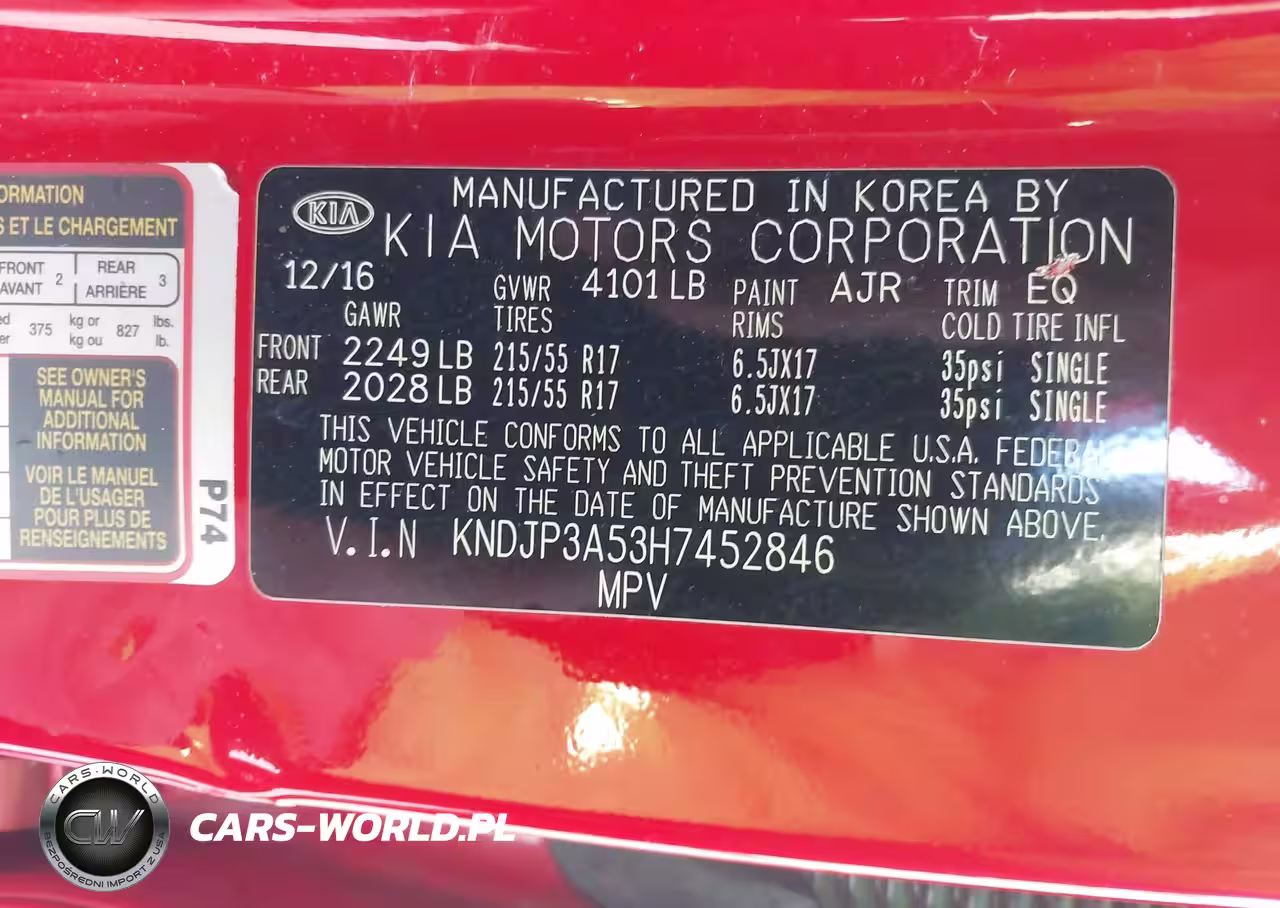 ORMATION
S ET LE CHARGEMENT
FRONT 2 REAR 3
AVANT ARRIÈRE
375 kg or 827 lbs.
kg ou lb.
SEE OWNER'S
MANUAL FOR
ADDITIONAL
INFORMATION
VOIR LE MANUEL
DE L'USAGER
POUR PLUS DE
RENSEIGNEMENTS
P74
KIA
MANUFACTURED IN KOREA BY
KIA MOTORS CORPORATION
12/16 GVWR 4101 LB PAINT AJR TRIM EQ
GAWR TIRES RIMS COLD TIRE INFL
FRONT 2249 LB 215/55 R17 6.5JX17 35psi SINGLE
REAR 2028 LB 215/55 R17 6.5JX17 35psi SINGLE
THIS VEHICLE CONFORMS TO ALL APPLICABLE U.S.A. FEDERAL
MOTOR VEHICLE SAFETY AND THEFT PREVENTION STANDARDS
IN EFFECT ON THE DATE OF MANUFACTURE SHOWN ABOVE.
V.I.N KNDJP3A53H7452846
MPV
CARS-WORLD
CW
BEZPOŚREDNI IMPORT Z USA
CARS-WORLD.PL